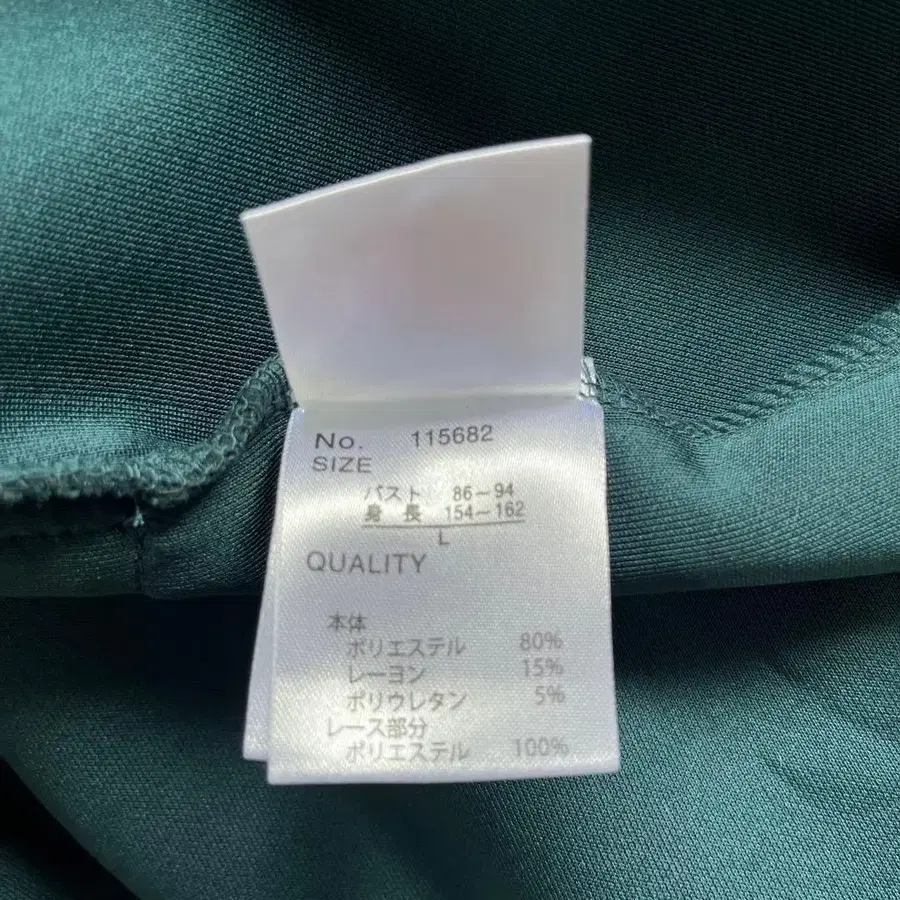 No. 115682
SIZE
バスト 86−94
身長 154−162
L
QUALITY
本体
ポリエステル 80%
レーヨン 15%
ポリウレタン 5%
レース部分
ポリエステル 100%